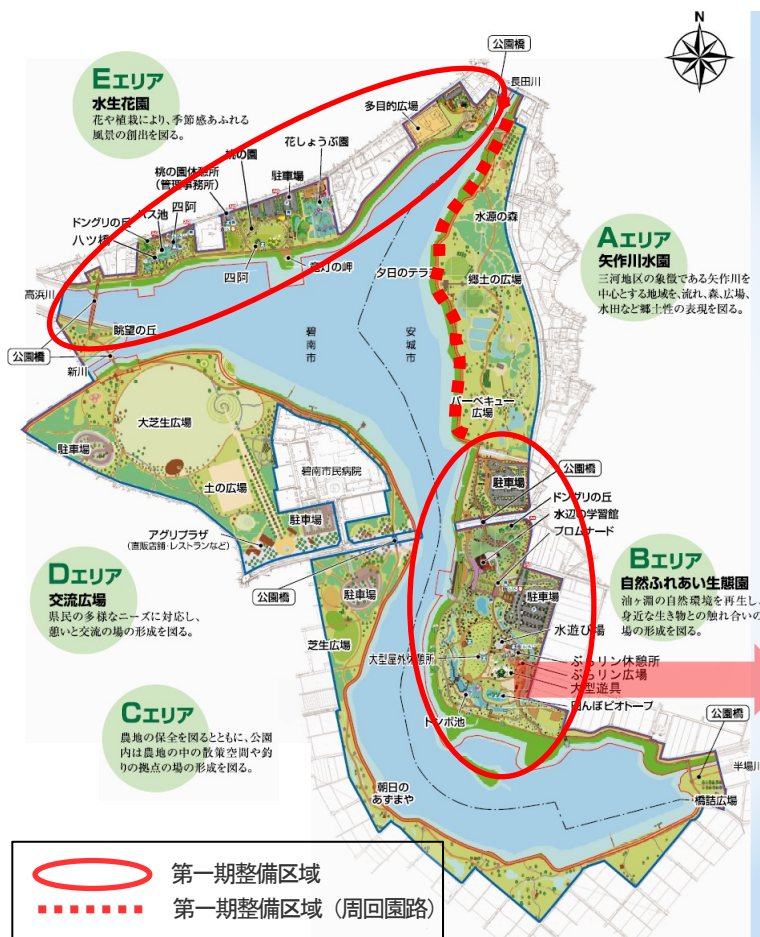 N
公園橋
長田川
Eエリア
水生花園
花や植栽により、季節感あふれる
風景の創出を図る。
多目的広場
花しょうぶ園
桃の園
駐車場
桃の園休憩所
(管理事務所)
四阿
ハス池
ドングリの丘
八ツ橋
水源の森
Aエリア
矢作川水園
三河地区の象徴である矢作川を
中心とする地域を、流れ、森、広場、
水田など郷土性の表現を図る。
四阿
竜灯の岬
夕日のテラス
郷土の広場
高浜川
眺望の丘
公園橋
新川
碧南市
安城市
大芝生広場
バーベキュー
広場
駐車場
碧南市民病院
土の広場
駐車場
公園橋
ドングリの丘
水辺の学習館
プロムナード
アグリプラザ
(直販店舗・レストランなど)
駐車場
Bエリア
自然ふれあい生態園
油ヶ淵の自然環境を再生し、
身近な生き物との触れ合いの
場の形成を図る。
Dエリア
交流広場
県民の多様なニーズに対応し、
憩いと交流の場の形成を図る。
公園橋
駐車場
芝生広場
駐車場
水遊び場
大型屋外休憩所
ぷらリン休憩所
ぷらリン広場
大型遊具
田んぼビオトープ
トンボ池
Cエリア
農地の保全を図るとともに、公園
内は農地の中の散策空間や釣
りの拠点の場の形成を図る。
公園橋
半場川
朝日の
あずまや
橋詰広場
第一期整備区域
第一期整備区域（周回園路）